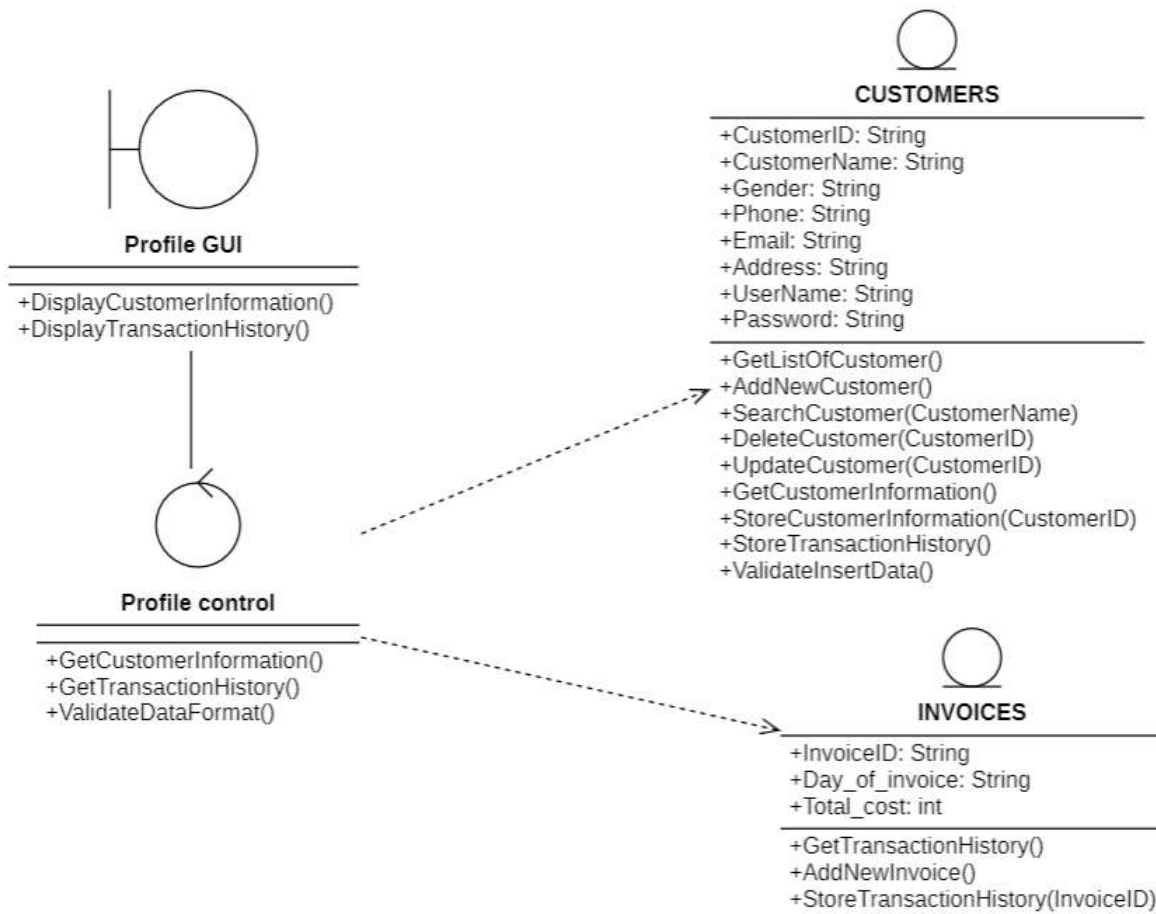 Profile GUI
+DisplayCustomerInformation()
+DisplayTransactionHistory()
Profile control
+GetCustomerInformation()
+GetTransactionHistory()
+ValidateDataFormat()
CUSTOMERS
+CustomerID: String
+CustomerName: String
+Gender: String
+Phone: String
+Email: String
+Address: String
+UserName: String
+Password: String
+GetListOfCustomer()
+AddNewCustomer()
+SearchCustomer(CustomerName)
+DeleteCustomer(CustomerID)
+UpdateCustomer(CustomerID)
+GetCustomerInformation()
+StoreCustomerInformation(CustomerID)
+StoreTransactionHistory()
+ValidateInsertData()
INVOICES
+InvoiceID: String
+Day_of_invoice: String
+Total_cost: int
+GetTransactionHistory()
+AddNewInvoice()
+StoreTransactionHistory(InvoiceID)